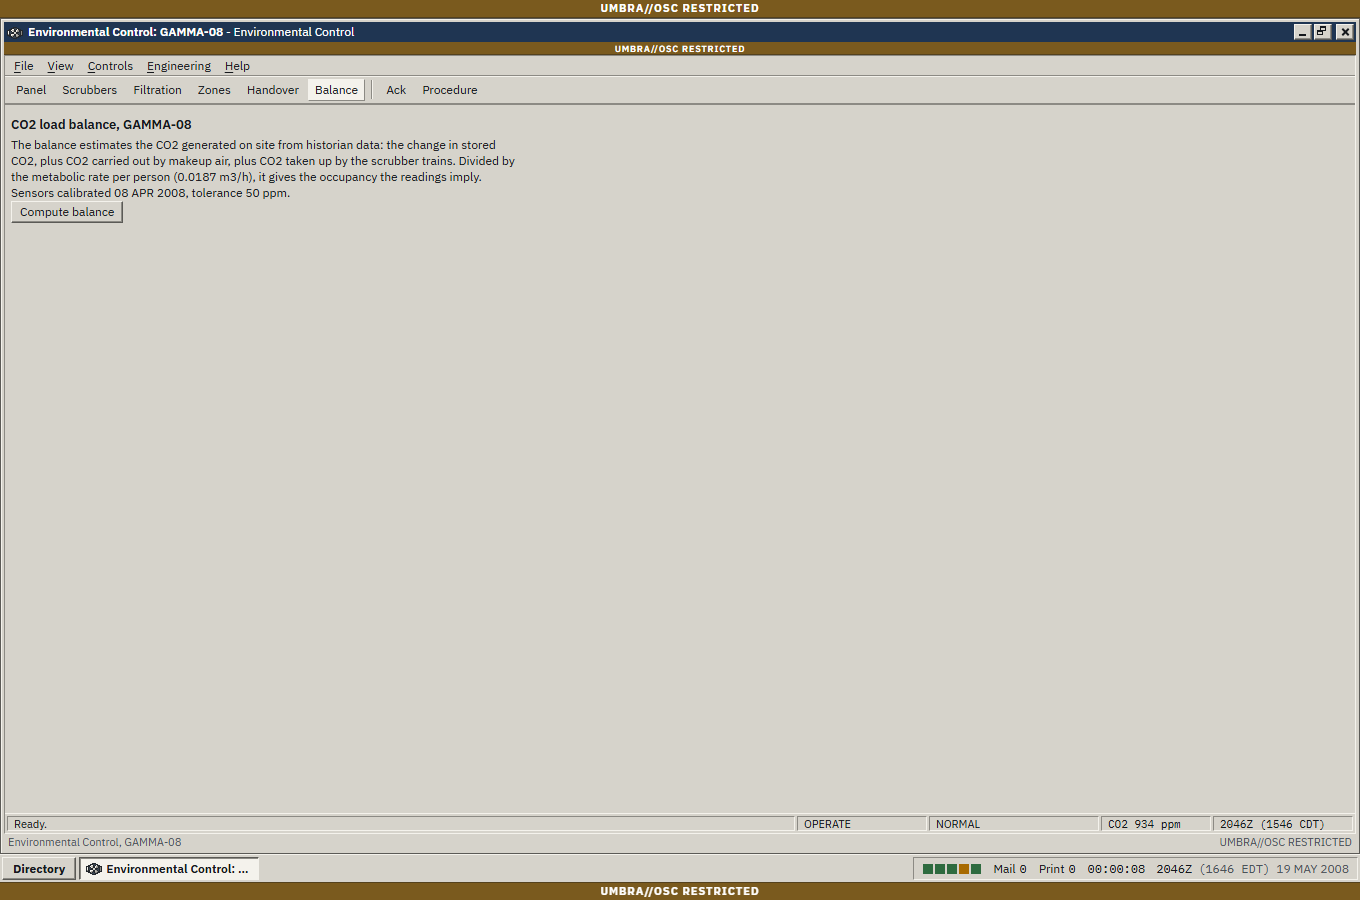 UMBRA//OSC RESTRICTED
Environmental Control: GAMMA-08 - Environmental Control
UMBRA//OSC RESTRICTED
File View Controls Engineering Help
Panel Scrubbers Filtration Zones Handover Balance Ack Procedure
CO2 load balance, GAMMA-08
The balance estimates the CO2 generated on site from historian data: the change in stored
CO2, plus CO2 carried out by makeup air, plus CO2 taken up by the scrubber trains. Divided by
the metabolic rate per person (0.0187 m3/h), it gives the occupancy the readings imply.
Sensors calibrated 08 APR 2008, tolerance 50 ppm.
Compute balance
Ready. OPERATE NORMAL CO2 934 ppm 2046Z (1546 CDT)
Environmental Control, GAMMA-08 UMBRA//OSC RESTRICTED
Directory Environmental Control: ... Mail 0 Print 0 00:00:08 2046Z (1646 EDT) 19 MAY 2008
UMBRA//OSC RESTRICTED